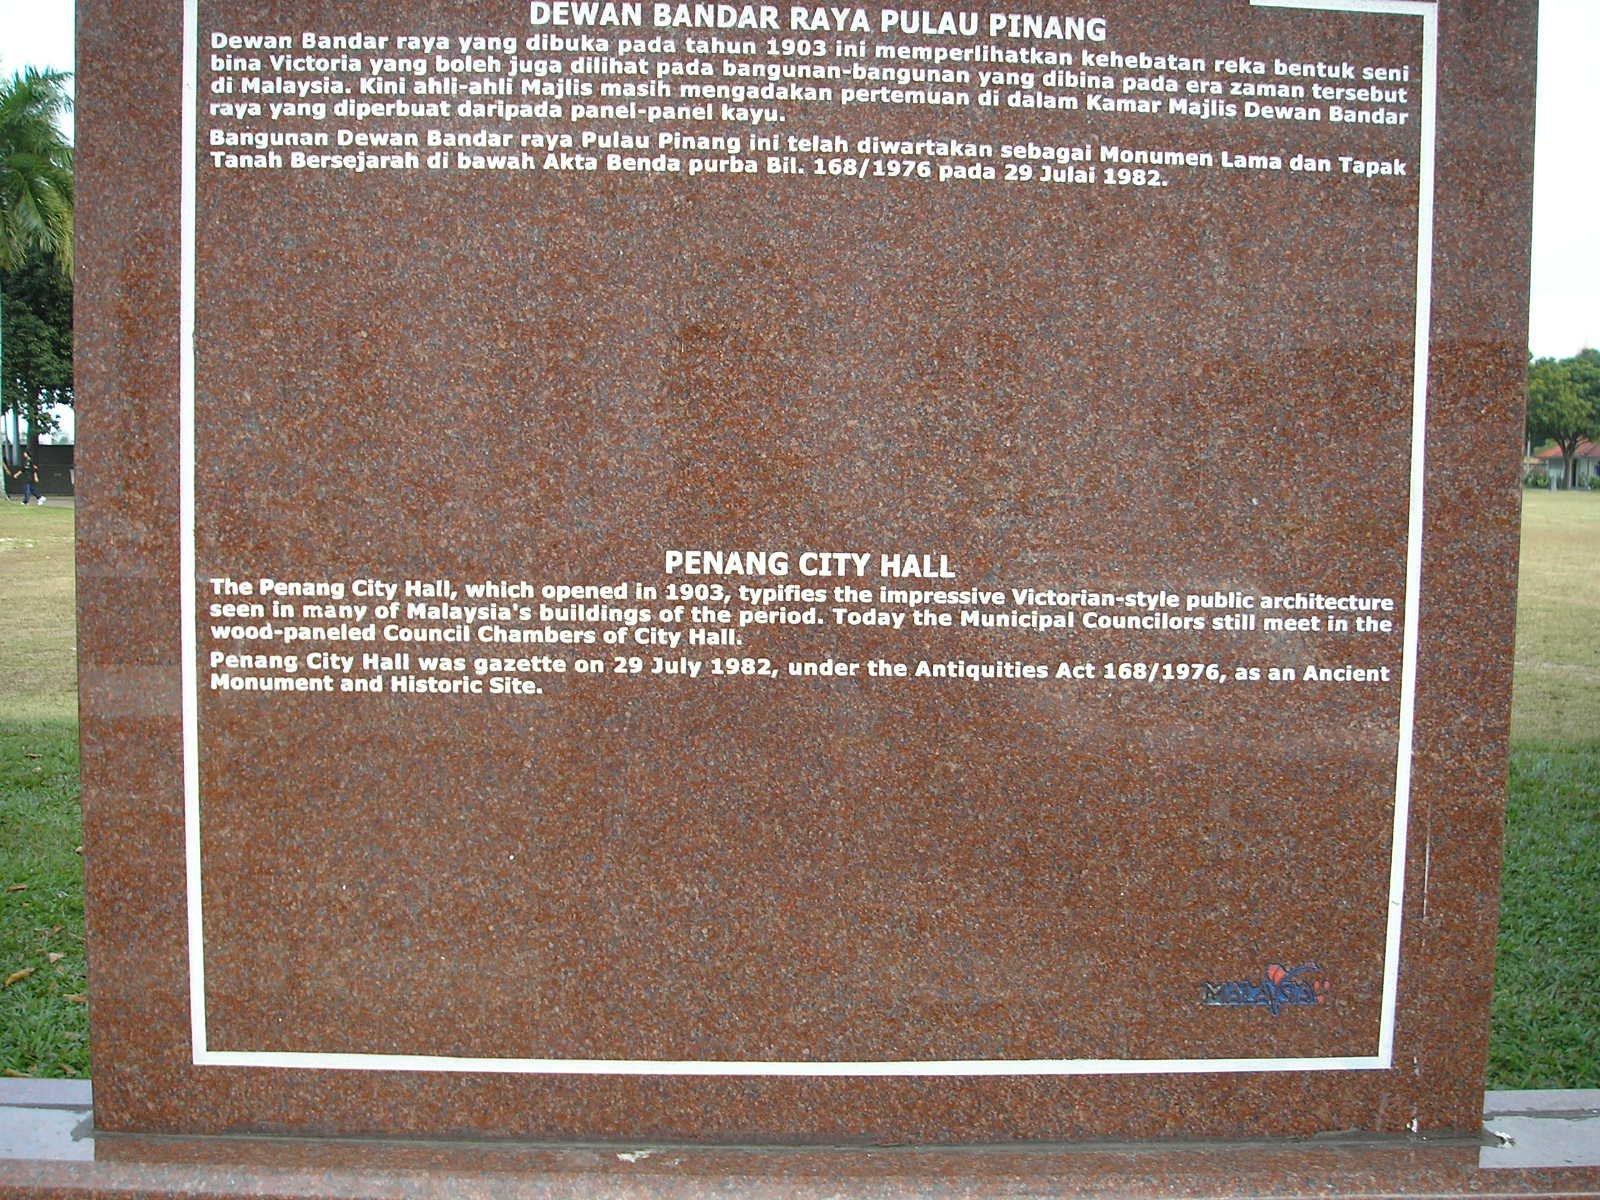 DEWAN BANDAR RAYA PULAU PINANG
Dewan Bandar raya yang dibuka pada tahun 1903 ini memperlihatkan kehebatan reka bentuk seni
bina Victoria yang boleh juga dilihat pada bangunan-bangunan yang dibina pada era zaman tersebut
di Malaysia. Kini ahli-ahli Majlis masih mengadakan pertemuan di dalam Kamar Majlis Dewan Bandar
raya yang diperbuat daripada panel-panel kayu.
Bangunan Dewan Bandar raya Pulau Pinang ini telah diwartakan sebagai Monumen Lama dan Tapak
Tanah Bersejarah di bawah Akta Benda purba Bil. 168/1976 pada 29 Julai 1982.
PENANG CITY HALL
The Penang City Hall, which opened in 1903, typifies the impressive Victorian-style public architecture
seen in many of Malaysia's buildings of the period. Today the Municipal Councilors still meet in the
wood-paneled Council Chambers of City Hall.
Penang City Hall was gazette on 29 July 1982, under the Antiquities Act 168/1976, as an Ancient
Monument and Historic Site.
MALAYSIA